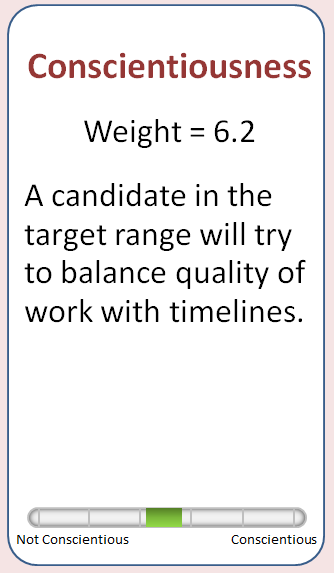 Conscientiousness
Weight = 6.2
A candidate in the
target range will try
to balance quality of
work with timelines.
Not Conscientious
Conscientious